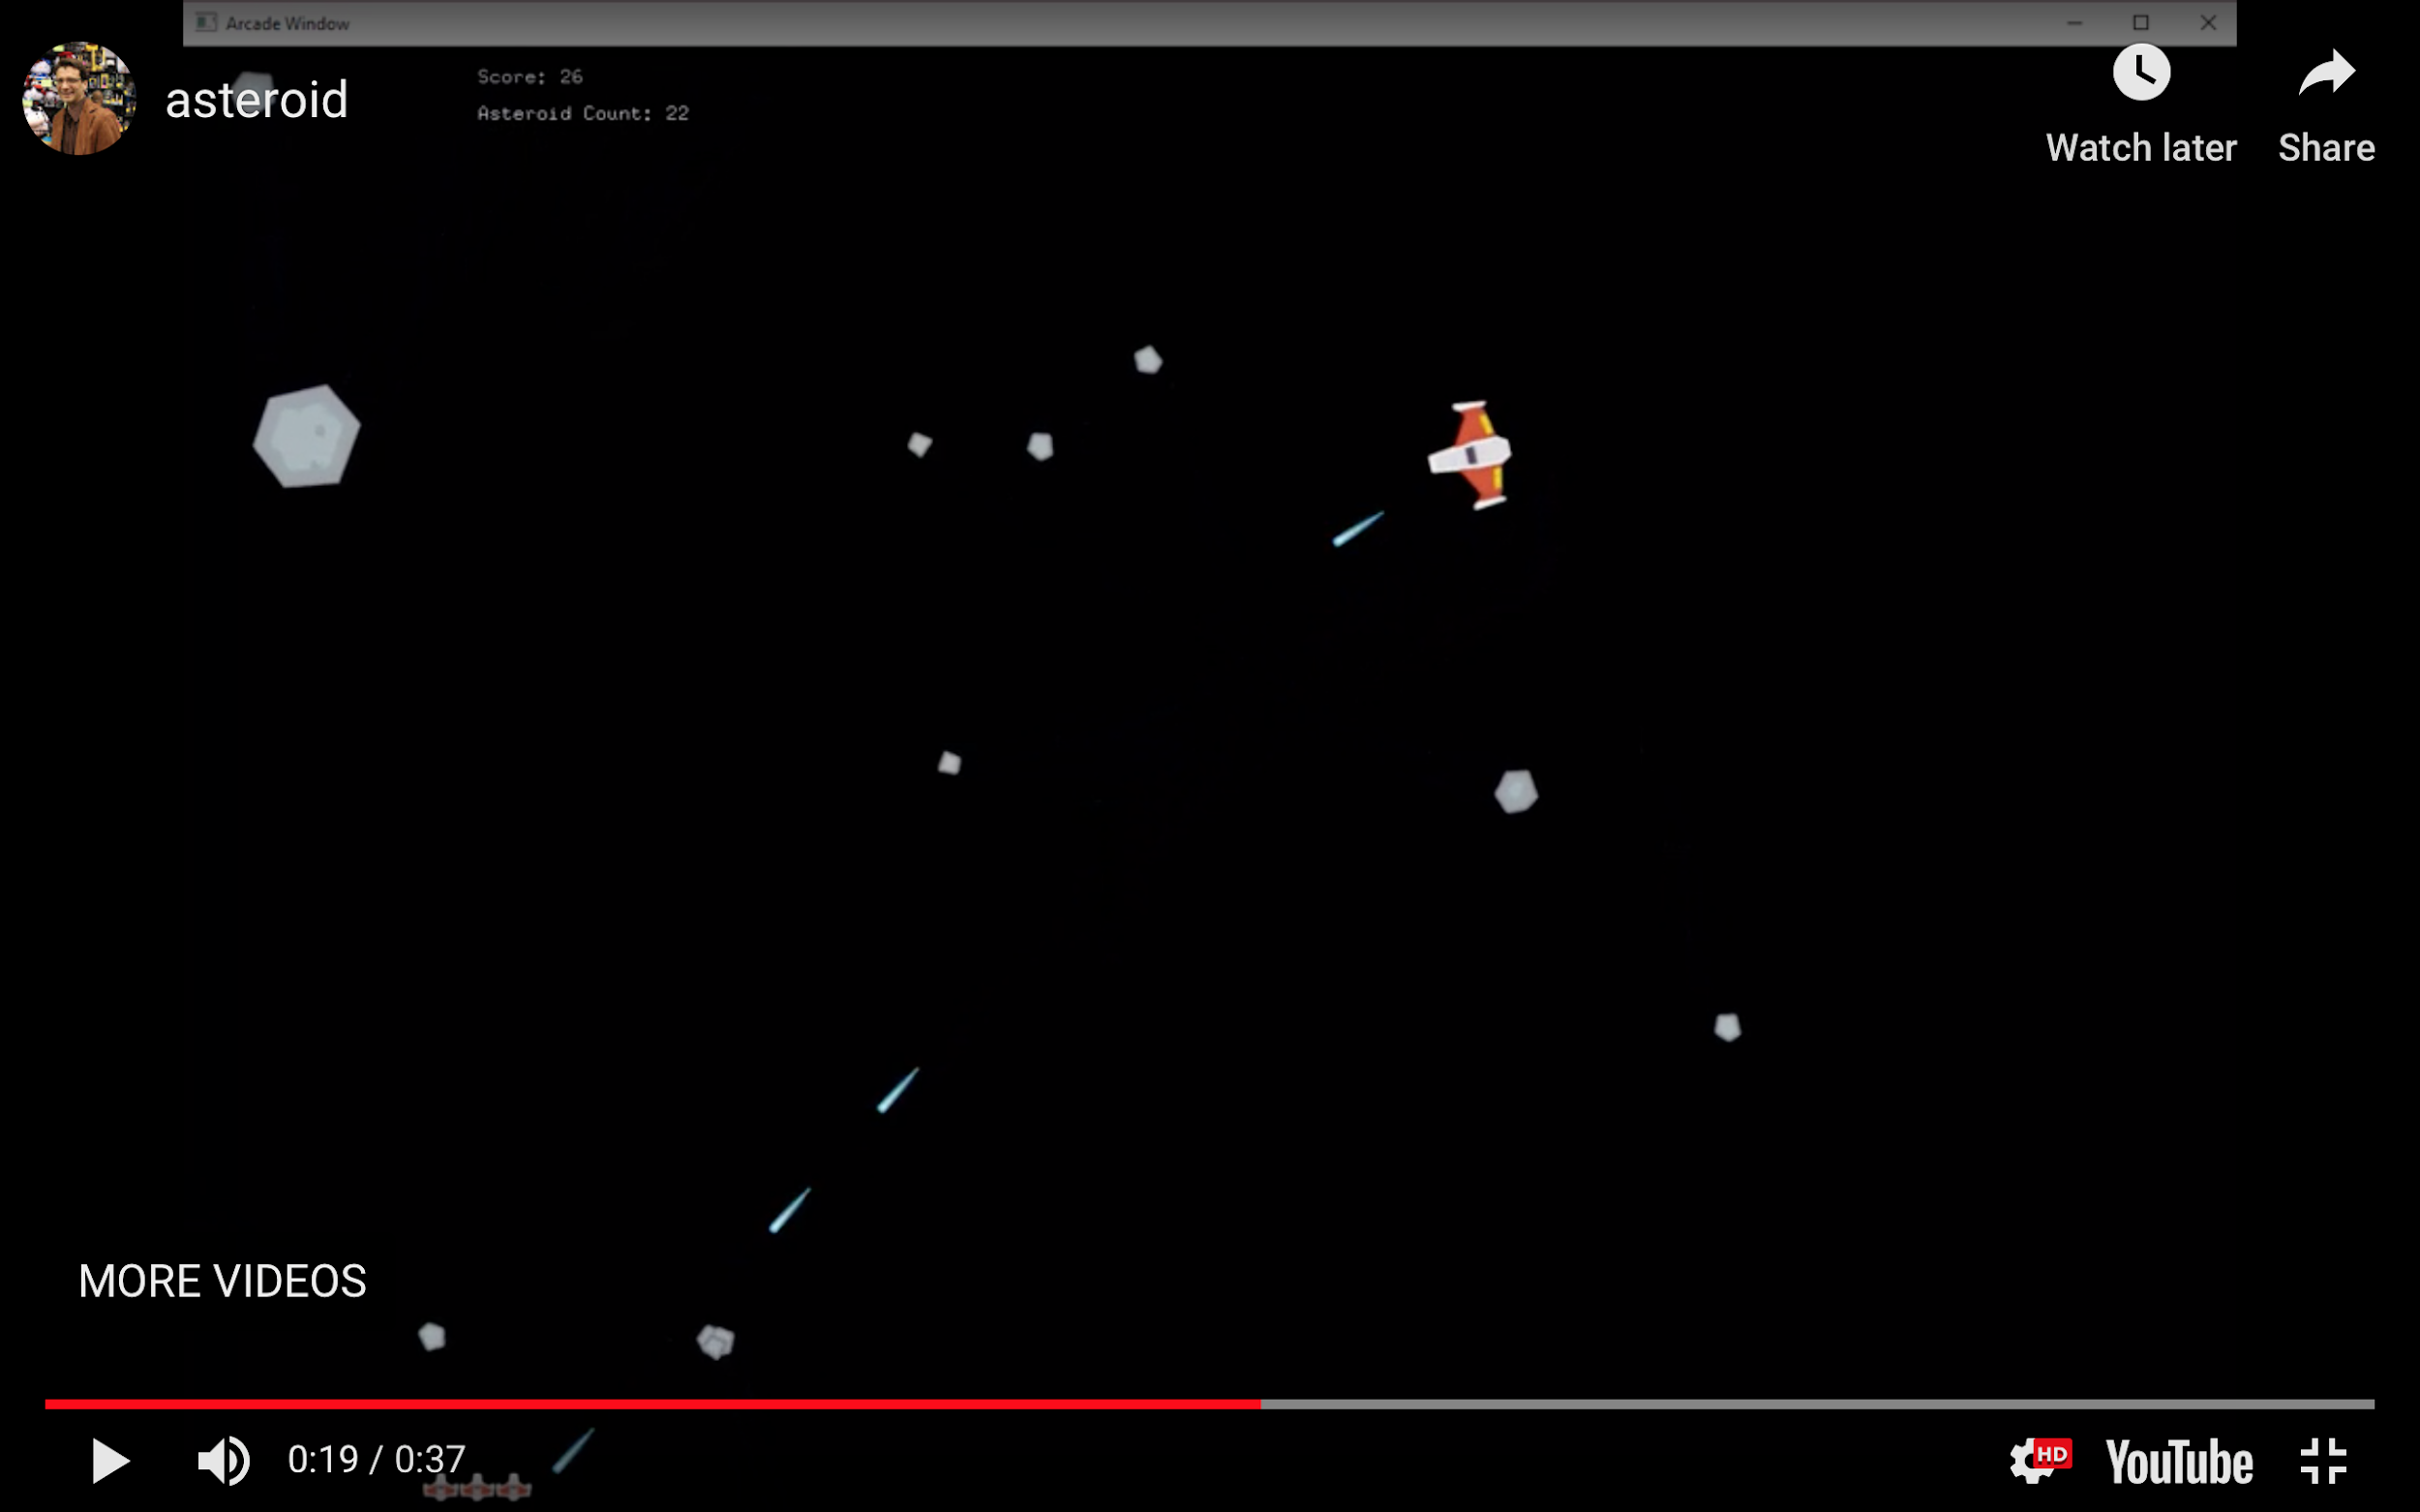 Arcade Window
asteroid
Score: 26
Asteroid Count: 22
Watch later
Share
MORE VIDEOS
0:19 / 0:37
HD
YouTube